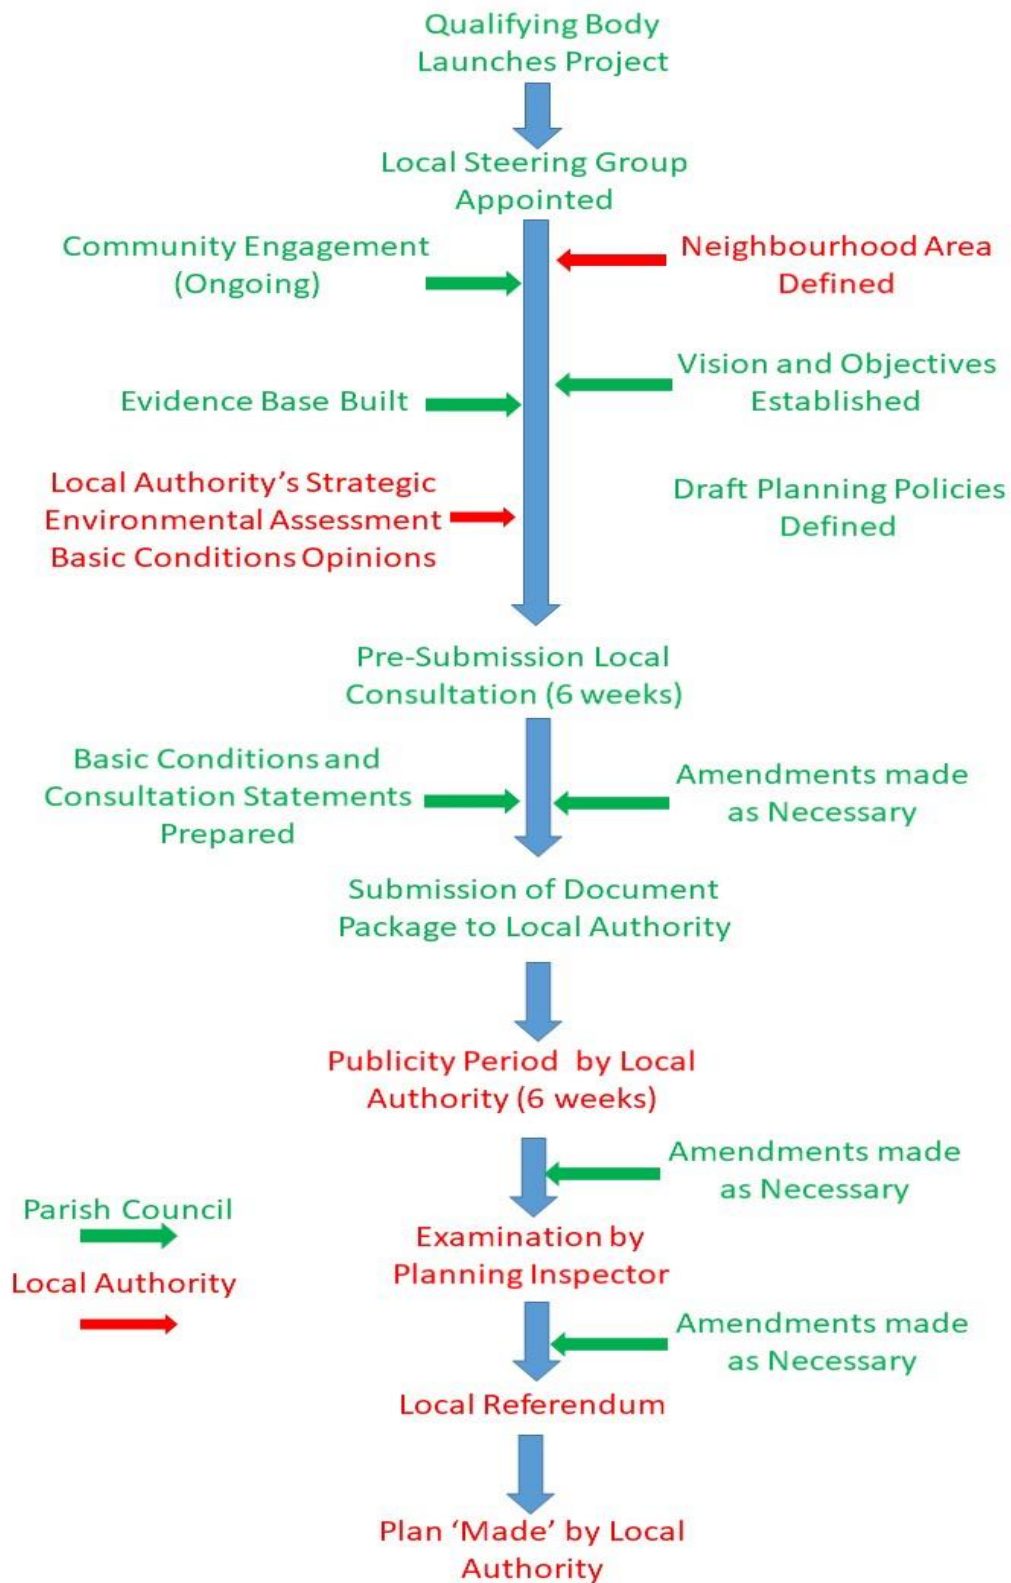 Qualifying Body
Launches Project
Local Steering Group
Appointed
Community Engagement
(Ongoing)
Neighbourhood Area
Defined
Vision and Objectives
Established
Evidence Base Built
Local Authority’s Strategic
Environmental Assessment
Basic Conditions Opinions
Draft Planning Policies
Defined
Pre-Submission Local
Consultation (6 weeks)
Basic Conditions and
Consultation Statements
Prepared
Amendments made
as Necessary
Submission of Document
Package to Local Authority
Publicity Period by Local
Authority (6 weeks)
Amendments made
as Necessary
Parish Council
Local Authority
Examination by
Planning Inspector
Amendments made
as Necessary
Local Referendum
Plan ‘Made’ by Local
Authority